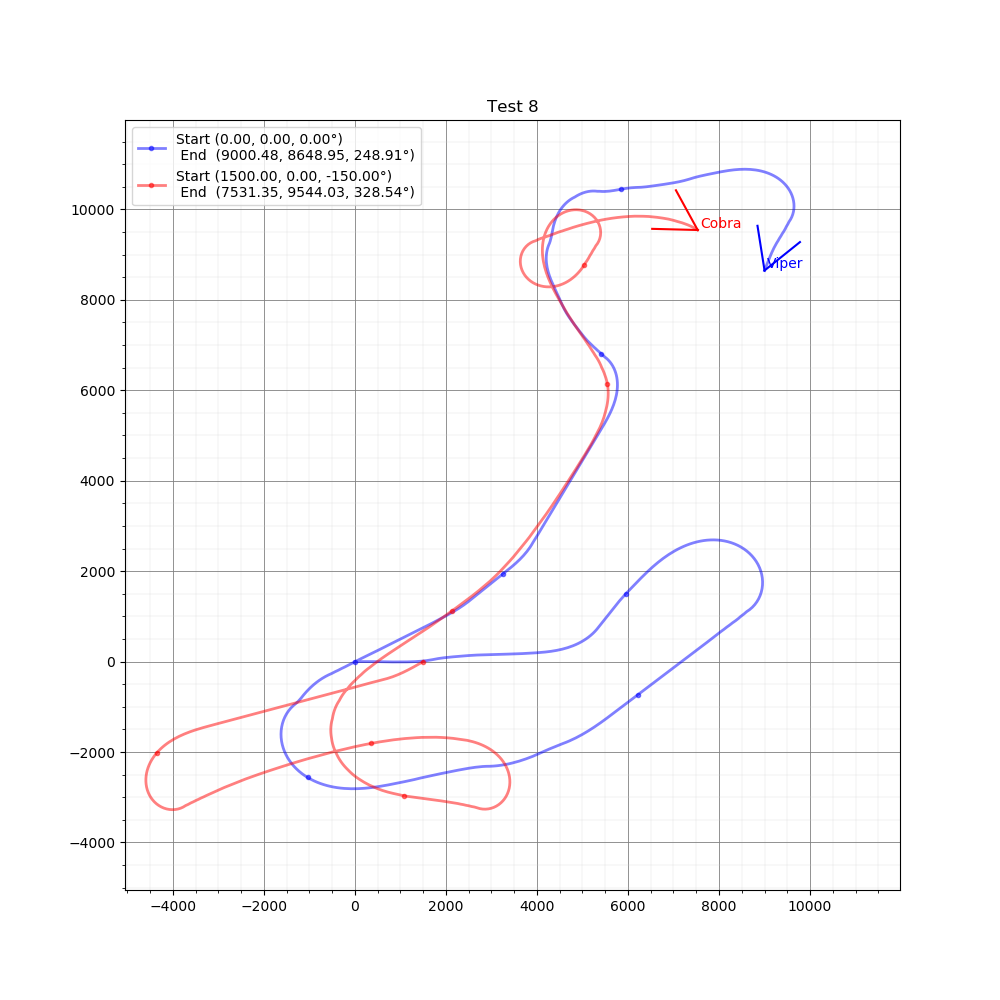 Test 8
Start (0.00, 0.00, 0.00°)
End (9000.48, 8648.95, 248.91°)
Start (1500.00, 0.00, -150.00°)
End (7531.35, 9544.03, 328.54°)
Cobra
Viper
10000
8000
6000
4000
2000
0
−2000
−4000
−4000 −2000 0 2000 4000 6000 8000 10000